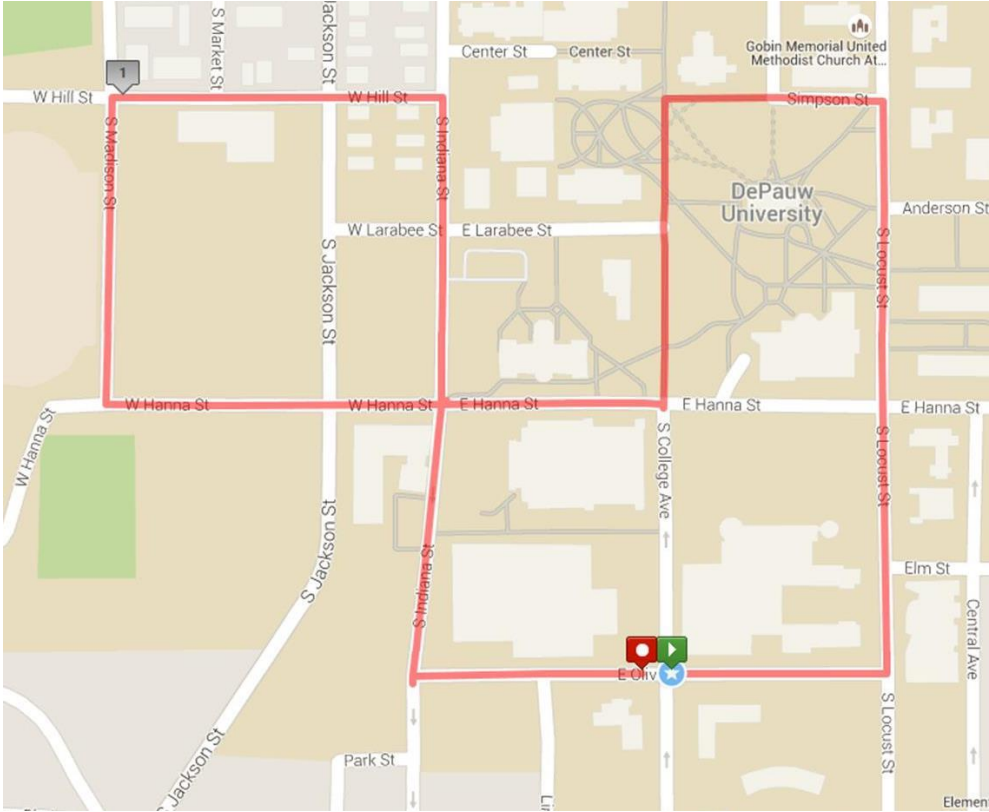 S Market St
Jackson St
Center St
Center St
Gobin Memorial United
Methodist Church At...
1
W Hill St
W Hill St
Simpson St
S Madison St
S Indiana St
DePauw
University
Anderson St
W Larabee St
E Larabee St
S Jackson St
S Locust St
W Hanna St
W Hanna St
E Hanna St
E Hanna St
E Hanna St
W Hanna St
S College Ave
S Locust St
S Jackson St
S Indiana St
Elm St
Central Ave
E Oliv
S Locust St
Park St
S Jackson St
Li
Elemen